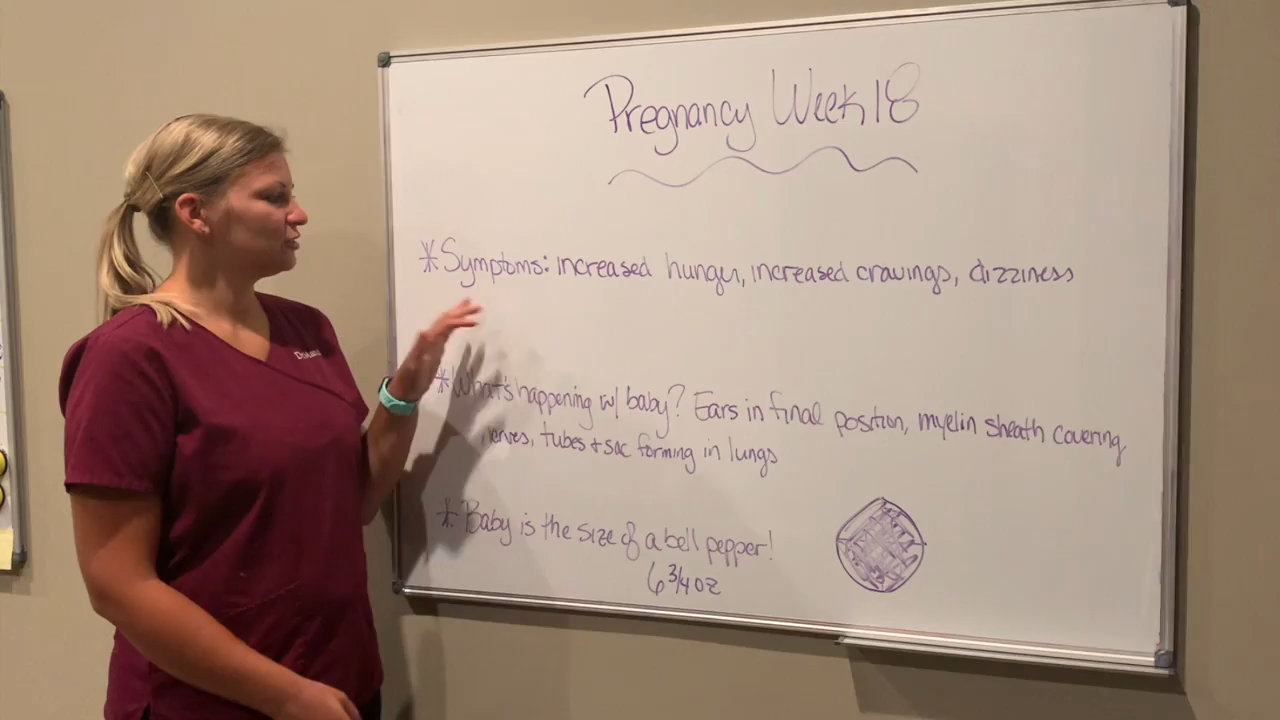 Pregnancy Week 18
*Symptoms: increased hunger, increased cravings, dizziness
*What's happening w/ baby? Ears in final position, myelin sheath covering
nerves, tubes + sac forming in lungs
*Baby is the size of a bell pepper!
6 3/4 oz